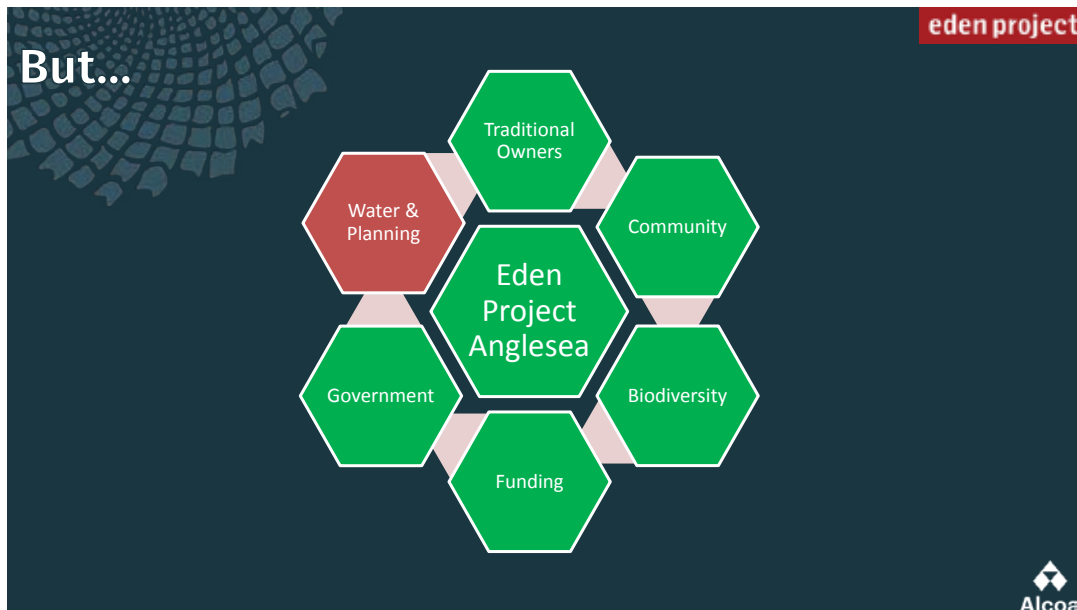 eden project
But...
Traditional
Owners
Water &
Planning
Community
Eden
Project
Anglesea
Government
Biodiversity
Funding
Alcoa